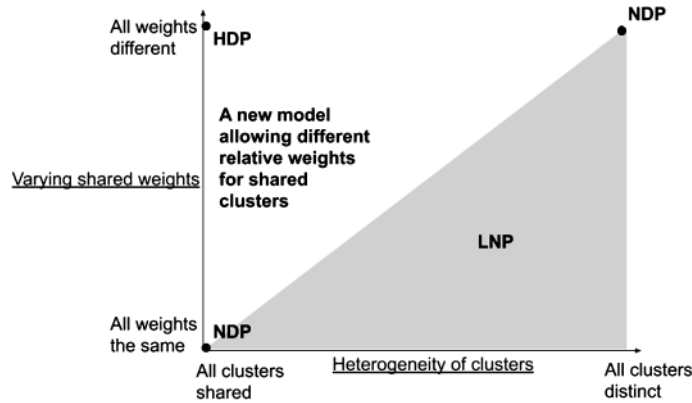 All weights
different
HDP
NDP
A new model
allowing different
relative weights
for shared
clusters
Varying shared weights
LNP
All weights
the same
NDP
All clusters
shared
Heterogeneity of clusters
All clusters
distinct